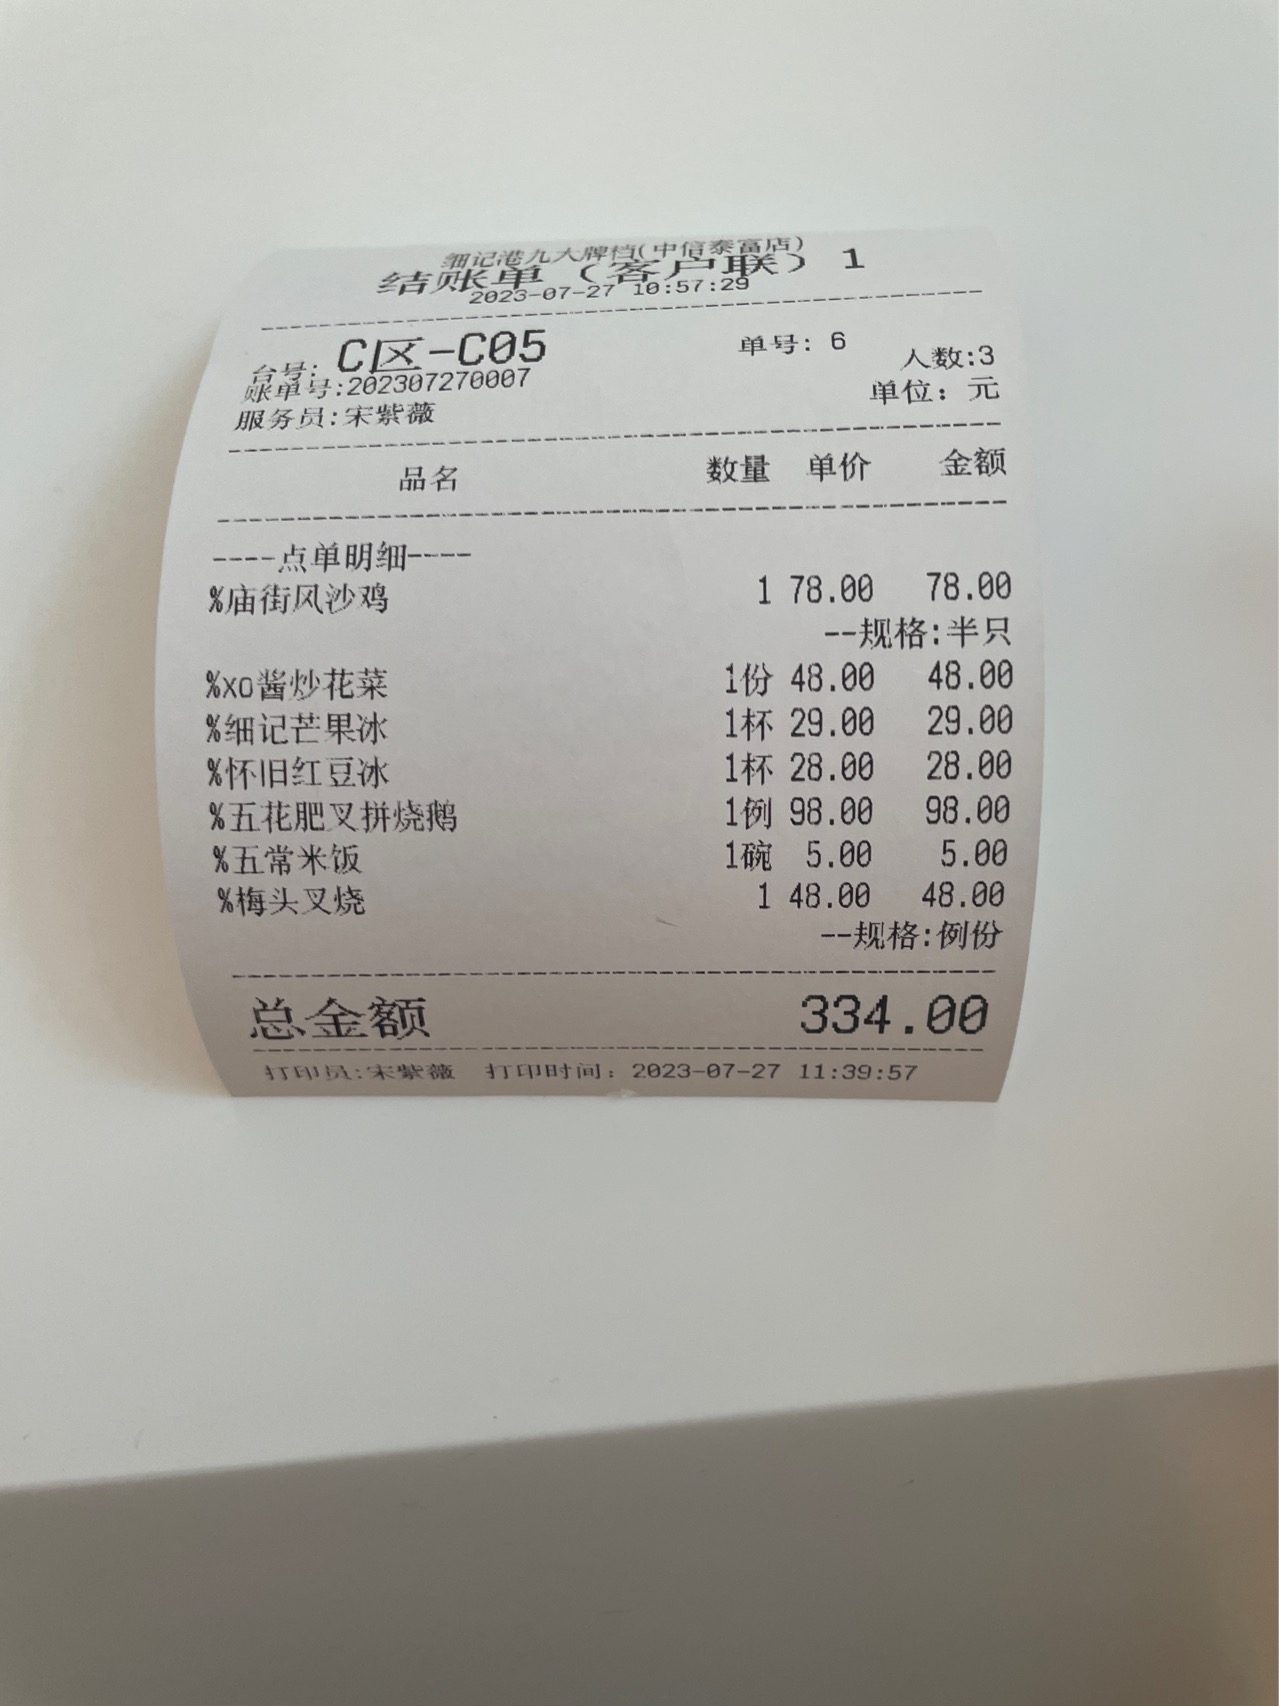 细记港九大牌档(中信泰富店)
结账单（客户联）1
2023-07-27 10:57:29
台号: C区-C05 单号: 6
账单号:202307270007 人数:3
服务员:宋紫薇 单位: 元
品名 数量 单价 金额
----点单明细----
%庙街风沙鸡 1 78.00 78.00
--规格:半只
%xo酱炒花菜 1份 48.00 48.00
%细记芒果冰 1杯 29.00 29.00
%怀旧红豆冰 1杯 28.00 28.00
%五花肥叉拼烧鹅 1例 98.00 98.00
%五常米饭 1碗 5.00 5.00
%梅头叉烧 1 48.00 48.00
--规格:例份
总金额 334.00
打印员:宋紫薇 打印时间: 2023-07-27 11:39:57